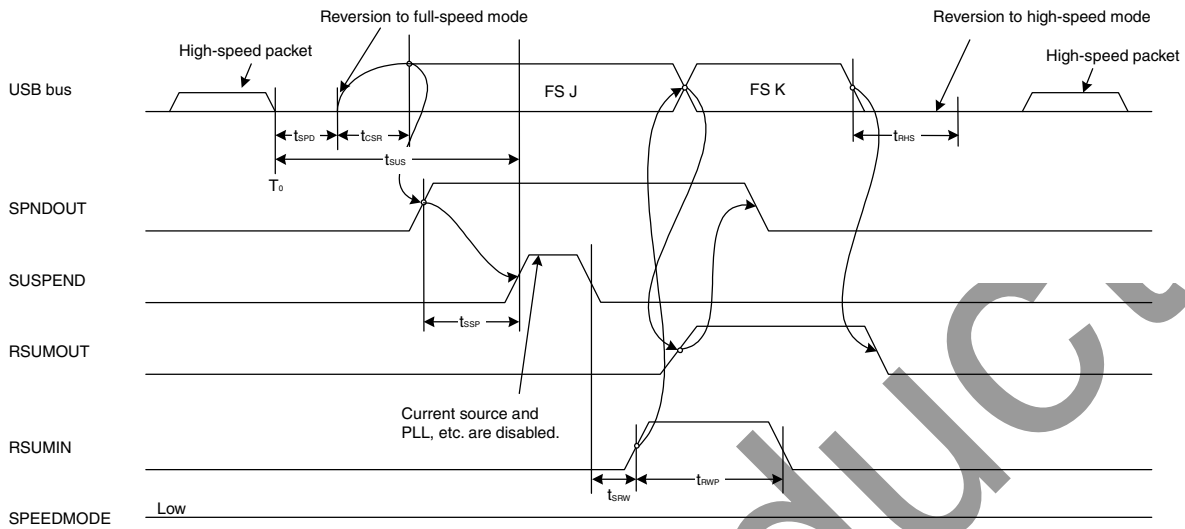 Reversion to full-speed mode
Reversion to high-speed mode
High-speed packet
High-speed packet
USB bus
FS J
FS K
tSPD
tCSR
tRHS
tSUS
T0
SPNDOUT
SUSPEND
tSSP
RSUMOUT
Current source and
PLL, etc. are disabled.
RSUMIN
tSRW
tRWP
SPEEDMODE
Low
duct